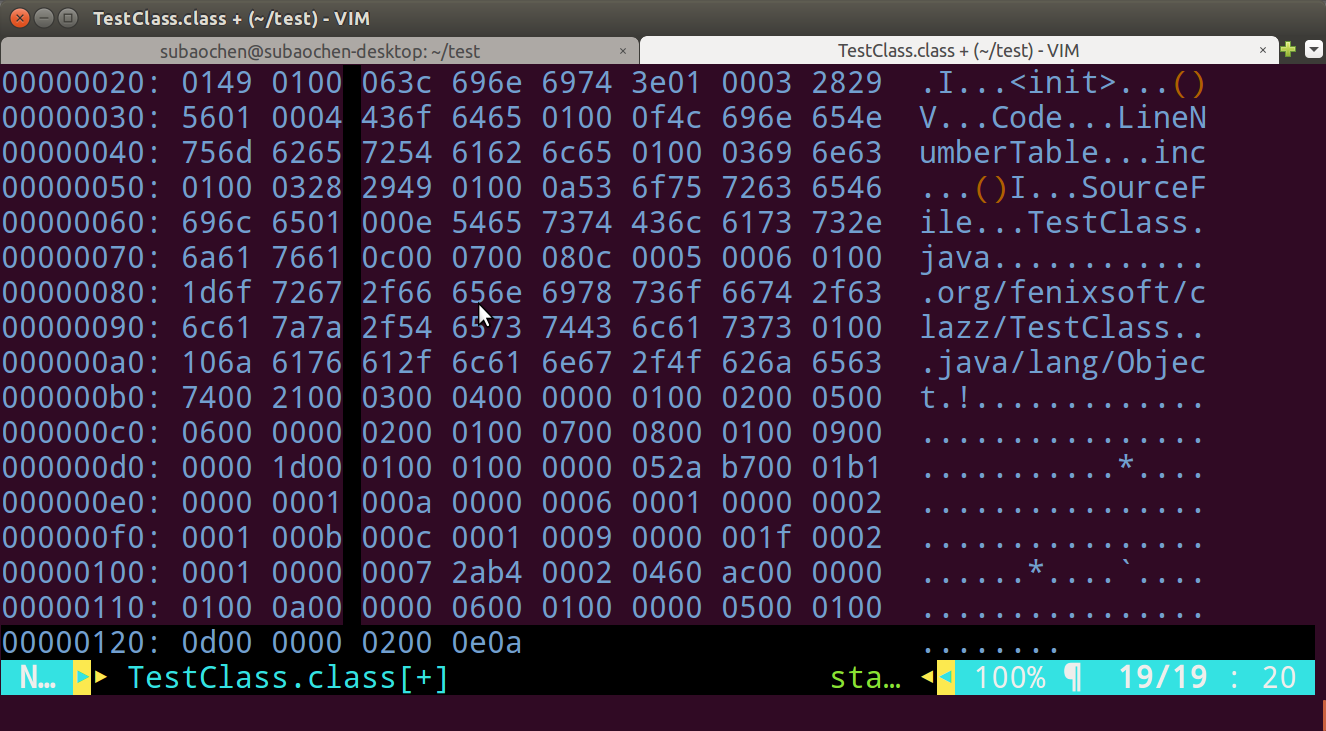 TestClass.class + (~/test) - VIM
subaochen@subaochen-desktop: ~/test × TestClass.class + (~/test) - VIM ×
00000020: 0149 0100 063c 696e 6974 3e01 0003 2829 .I...<init>...()
00000030: 5601 0004 436f 6465 0100 0f4c 696e 654e V...Code...LineN
00000040: 756d 6265 7254 6162 6c65 0100 0369 6e63 umberTable...inc
00000050: 0100 0328 2949 0100 0a53 6f75 7263 6546 ...()I...SourceF
00000060: 696c 6501 000e 5465 7374 436c 6173 732e ile...TestClass.
00000070: 6a61 7661 0c00 0700 080c 0005 0006 0100 java............
00000080: 1d6f 7267 2f66 656e 6978 736f 6674 2f63 .org/fenixsoft/c
00000090: 6c61 7a7a 2f54 6573 7443 6c61 7373 0100 lazz/TestClass..
000000a0: 106a 6176 612f 6c61 6e67 2f4f 626a 6563 .java/lang/Objec
000000b0: 7400 2100 0300 0400 0000 0100 0200 0500 t.!.............
000000c0: 0600 0000 0200 0100 0700 0800 0100 0900 ................
000000d0: 0000 1d00 0100 0100 0000 052a b700 01b1 ...........*....
000000e0: 0000 0001 000a 0000 0006 0001 0000 0002 ................
000000f0: 0001 000b 000c 0001 0009 0000 001f 0002 ................
00000100: 0001 0000 0007 2ab4 0002 0460 ac00 0000 ......*....`....
00000110: 0100 0a00 0000 0600 0100 0000 0500 0100 ................
00000120: 0d00 0000 0200 0e0a ........
N… TestClass.class[+] sta… 100% ¶ 19/19 : 20